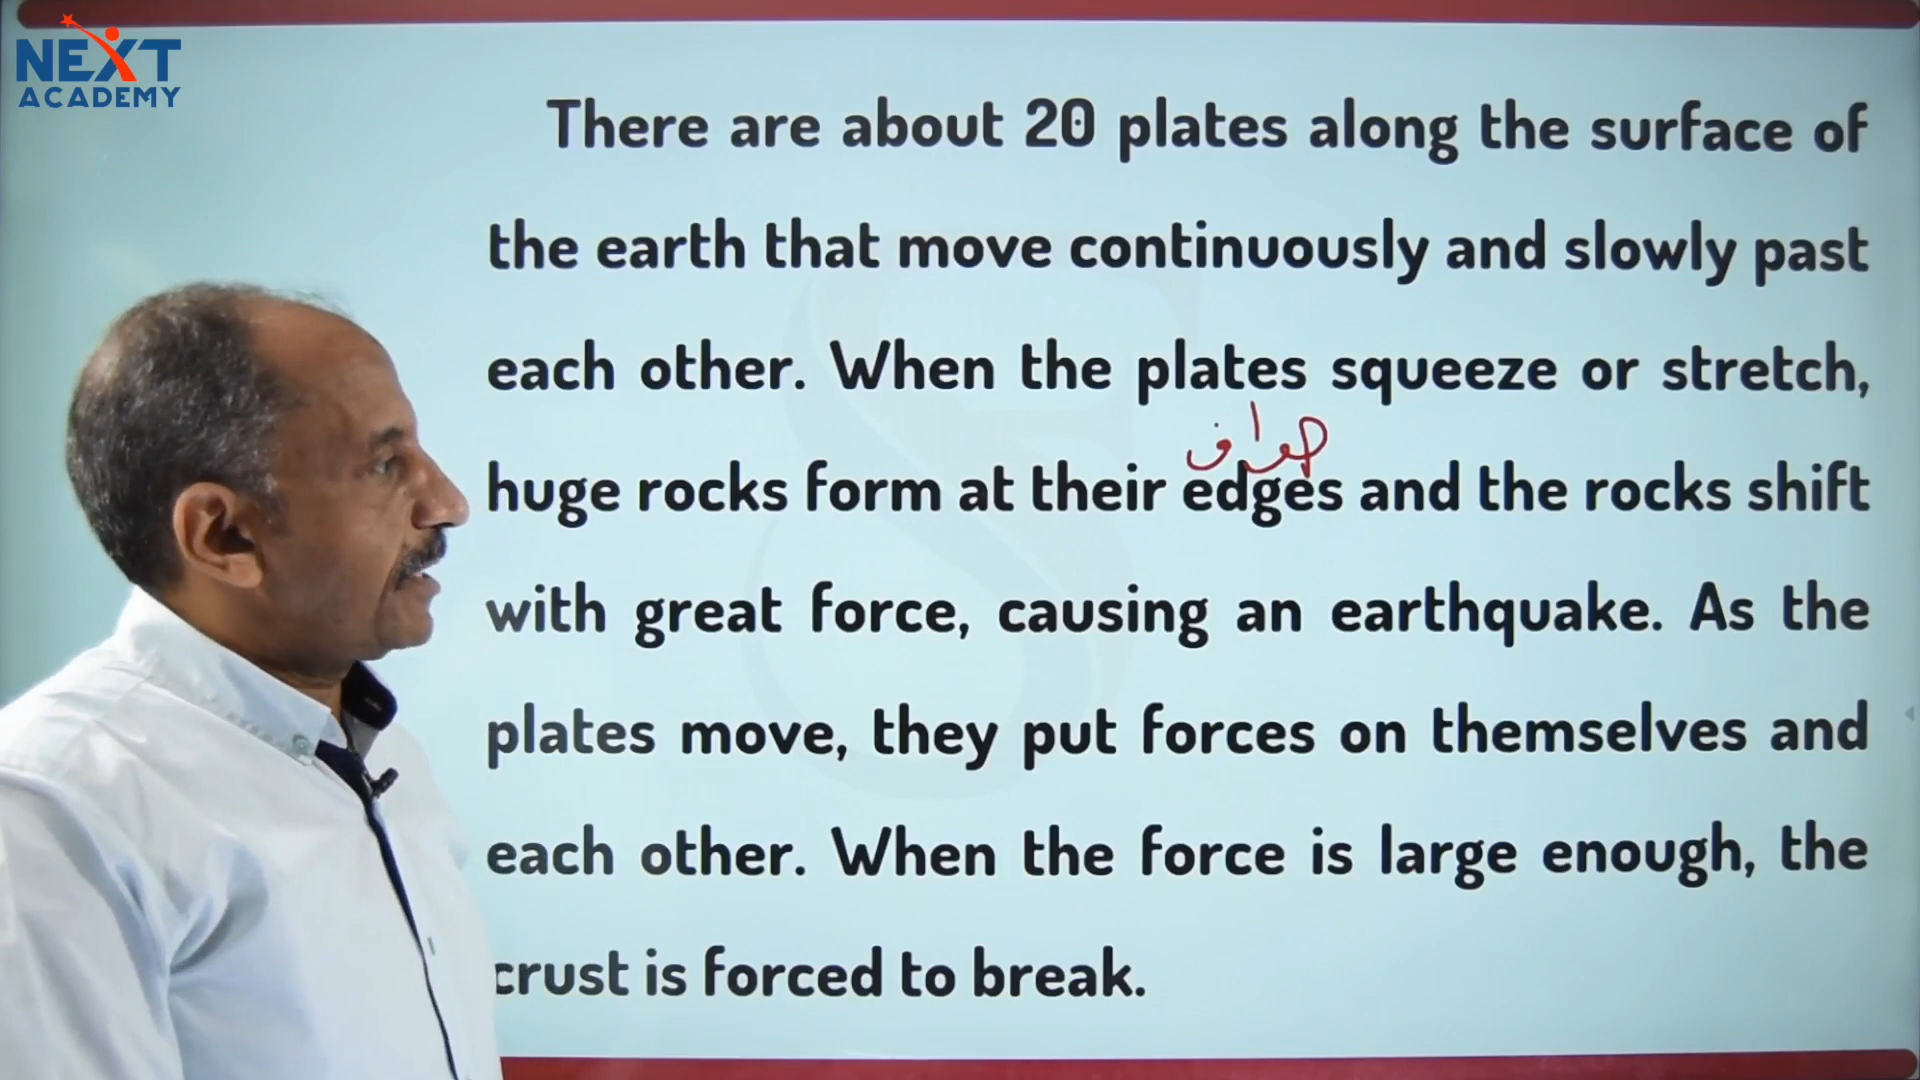 NEXT
ACADEMY
There are about 20 plates along the surface of
the earth that move continuously and slowly past
each other. When the plates squeeze or stretch,
حواف
huge rocks form at their edges and the rocks shift
with great force, causing an earthquake. As the
plates move, they put forces on themselves and
each other. When the force is large enough, the
crust is forced to break.